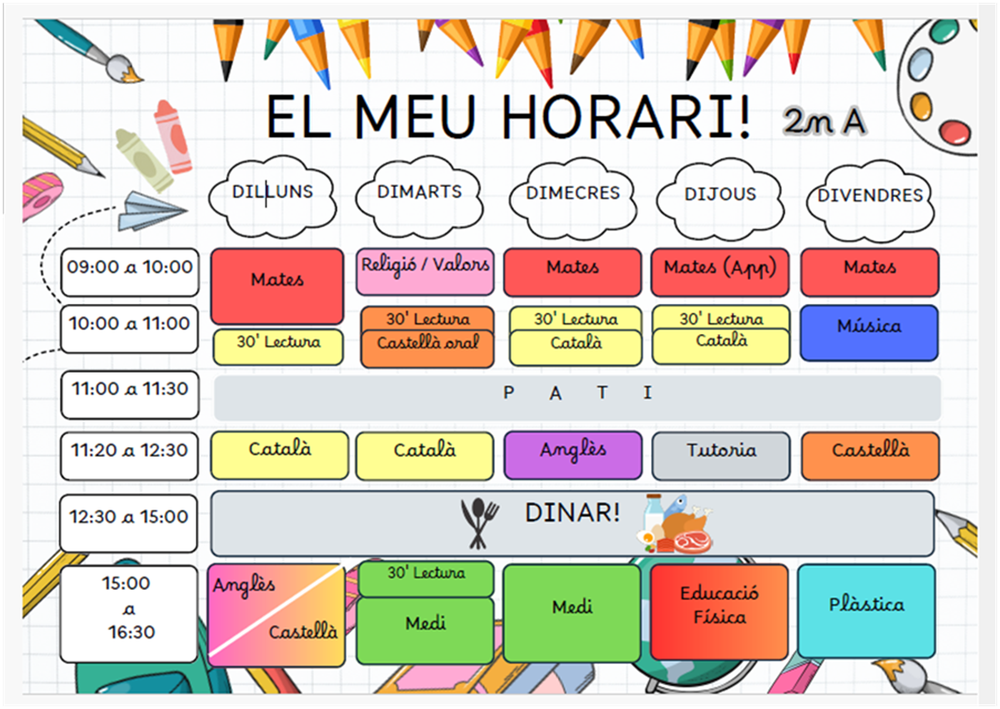 EL MEU HORARI! 2n A
DILLUNS DIMARTS DIMECRES DIJOUS DIVENDRES
09:00 a 10:00 Mates Religió / Valors Mates Mates (App) Mates
10:00 a 11:00 30' Lectura 30' Lectura 30' Lectura Música
30' Lectura Castellà oral Català Català
11:00 a 11:30 P A T I
11:20 a 12:30 Català Català Anglès Tutoria Castellà
12:30 a 15:00 DINAR!
15:00
a
16:30
Anglès
Castellà
30' Lectura
Medi
Medi
Educació
Física
Plàstica